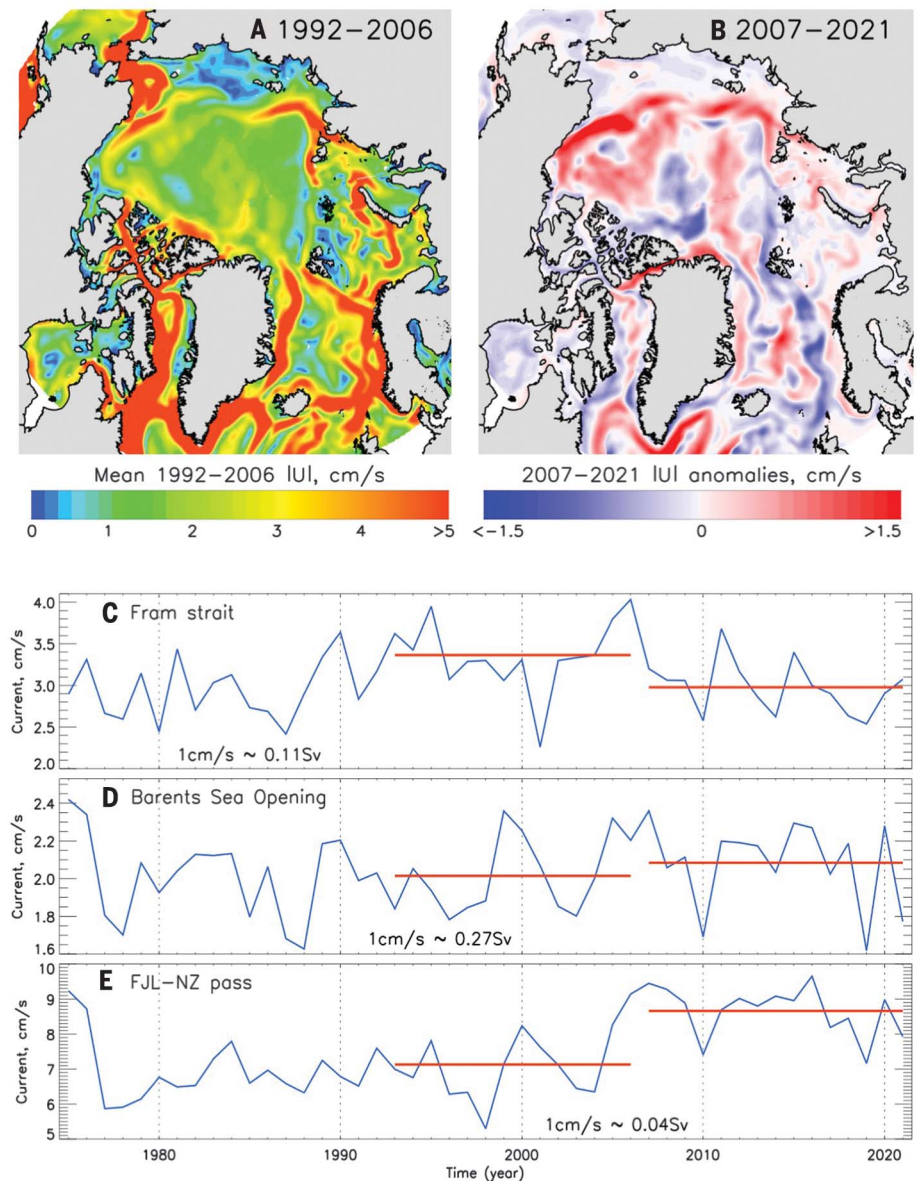 A 1992–2006
B 2007–2021
Mean 1992–2006 |U|, cm/s
0 1 2 3 4 >5
2007–2021 |U| anomalies, cm/s
<-1.5 0 >1.5
C Fram strait
Current, cm/s
4.0
3.5
3.0
2.5
2.0
1cm/s ~ 0.11Sv
D Barents Sea Opening
Current, cm/s
2.4
2.2
2.0
1.8
1.6
1cm/s ~ 0.27Sv
E FJL–NZ pass
Current, cm/s
10
9
8
7
6
5
1cm/s ~ 0.04Sv
1980 1990 2000 2010 2020
Time (year)